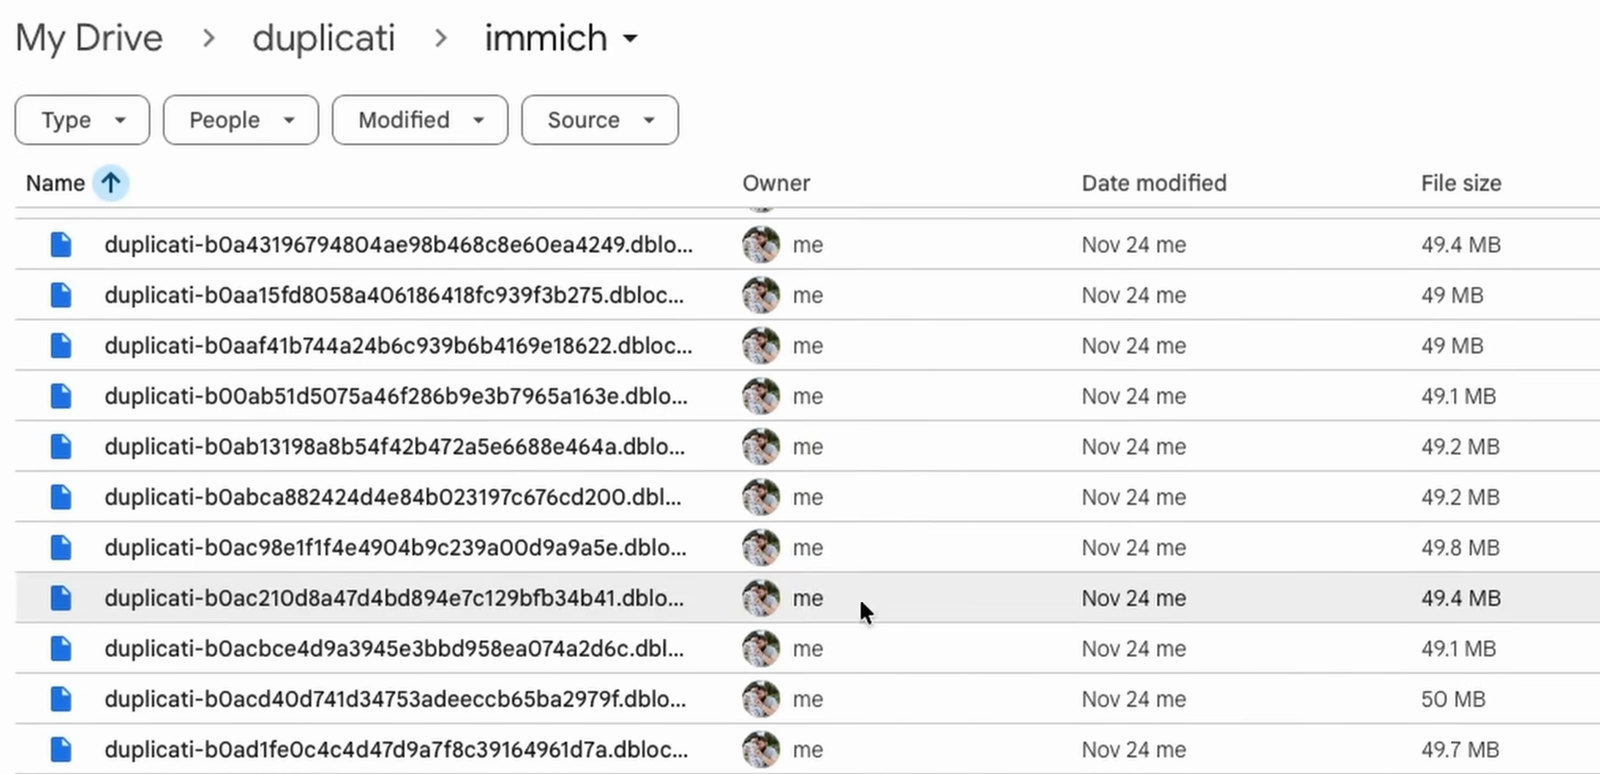 My Drive > duplicati > immich
Type People Modified Source
Name Owner Date modified File size
duplicati-b0a43196794804ae98b468c8e60ea4249.dblo... me Nov 24 me 49.4 MB
duplicati-b0aa15fd8058a406186418fc939f3b275.dbloc... me Nov 24 me 49 MB
duplicati-b0aaf41b744a24b6c939b6b4169e18622.dbloc... me Nov 24 me 49 MB
duplicati-b00ab51d5075a46f286b9e3b7965a163e.dblo... me Nov 24 me 49.1 MB
duplicati-b0ab13198a8b54f42b472a5e6688e464a.dblo... me Nov 24 me 49.2 MB
duplicati-b0abca882424d4e84b023197c676cd200.dbl... me Nov 24 me 49.2 MB
duplicati-b0ac98e1f1f4e4904b9c239a00d9a9a5e.dblo... me Nov 24 me 49.8 MB
duplicati-b0ac210d8a47d4bd894e7c129bfb34b41.dblo... me Nov 24 me 49.4 MB
duplicati-b0acbce4d9a3945e3bbd958ea074a2d6c.dbl... me Nov 24 me 49.1 MB
duplicati-b0acd40d741d34753adeeccb65ba2979f.dblo... me Nov 24 me 50 MB
duplicati-b0ad1fe0c4c4d47d9a7f8c39164961d7a.dbloc... me Nov 24 me 49.7 MB